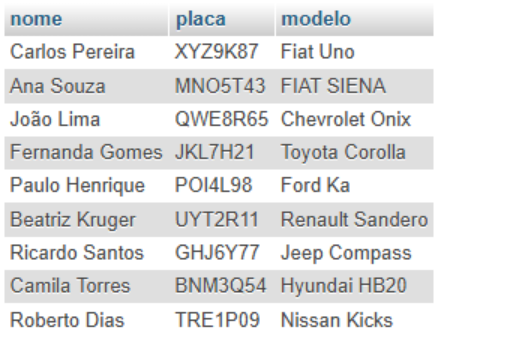 nome placa modelo
Carlos Pereira XYZ9K87 Fiat Uno
Ana Souza MNO5T43 FIAT SIENA
João Lima QWE8R65 Chevrolet Onix
Fernanda Gomes JKL7H21 Toyota Corolla
Paulo Henrique POI4L98 Ford Ka
Beatriz Kruger UYT2R11 Renault Sandero
Ricardo Santos GHJ6Y77 Jeep Compass
Camila Torres BNM3Q54 Hyundai HB20
Roberto Dias TRE1P09 Nissan Kicks